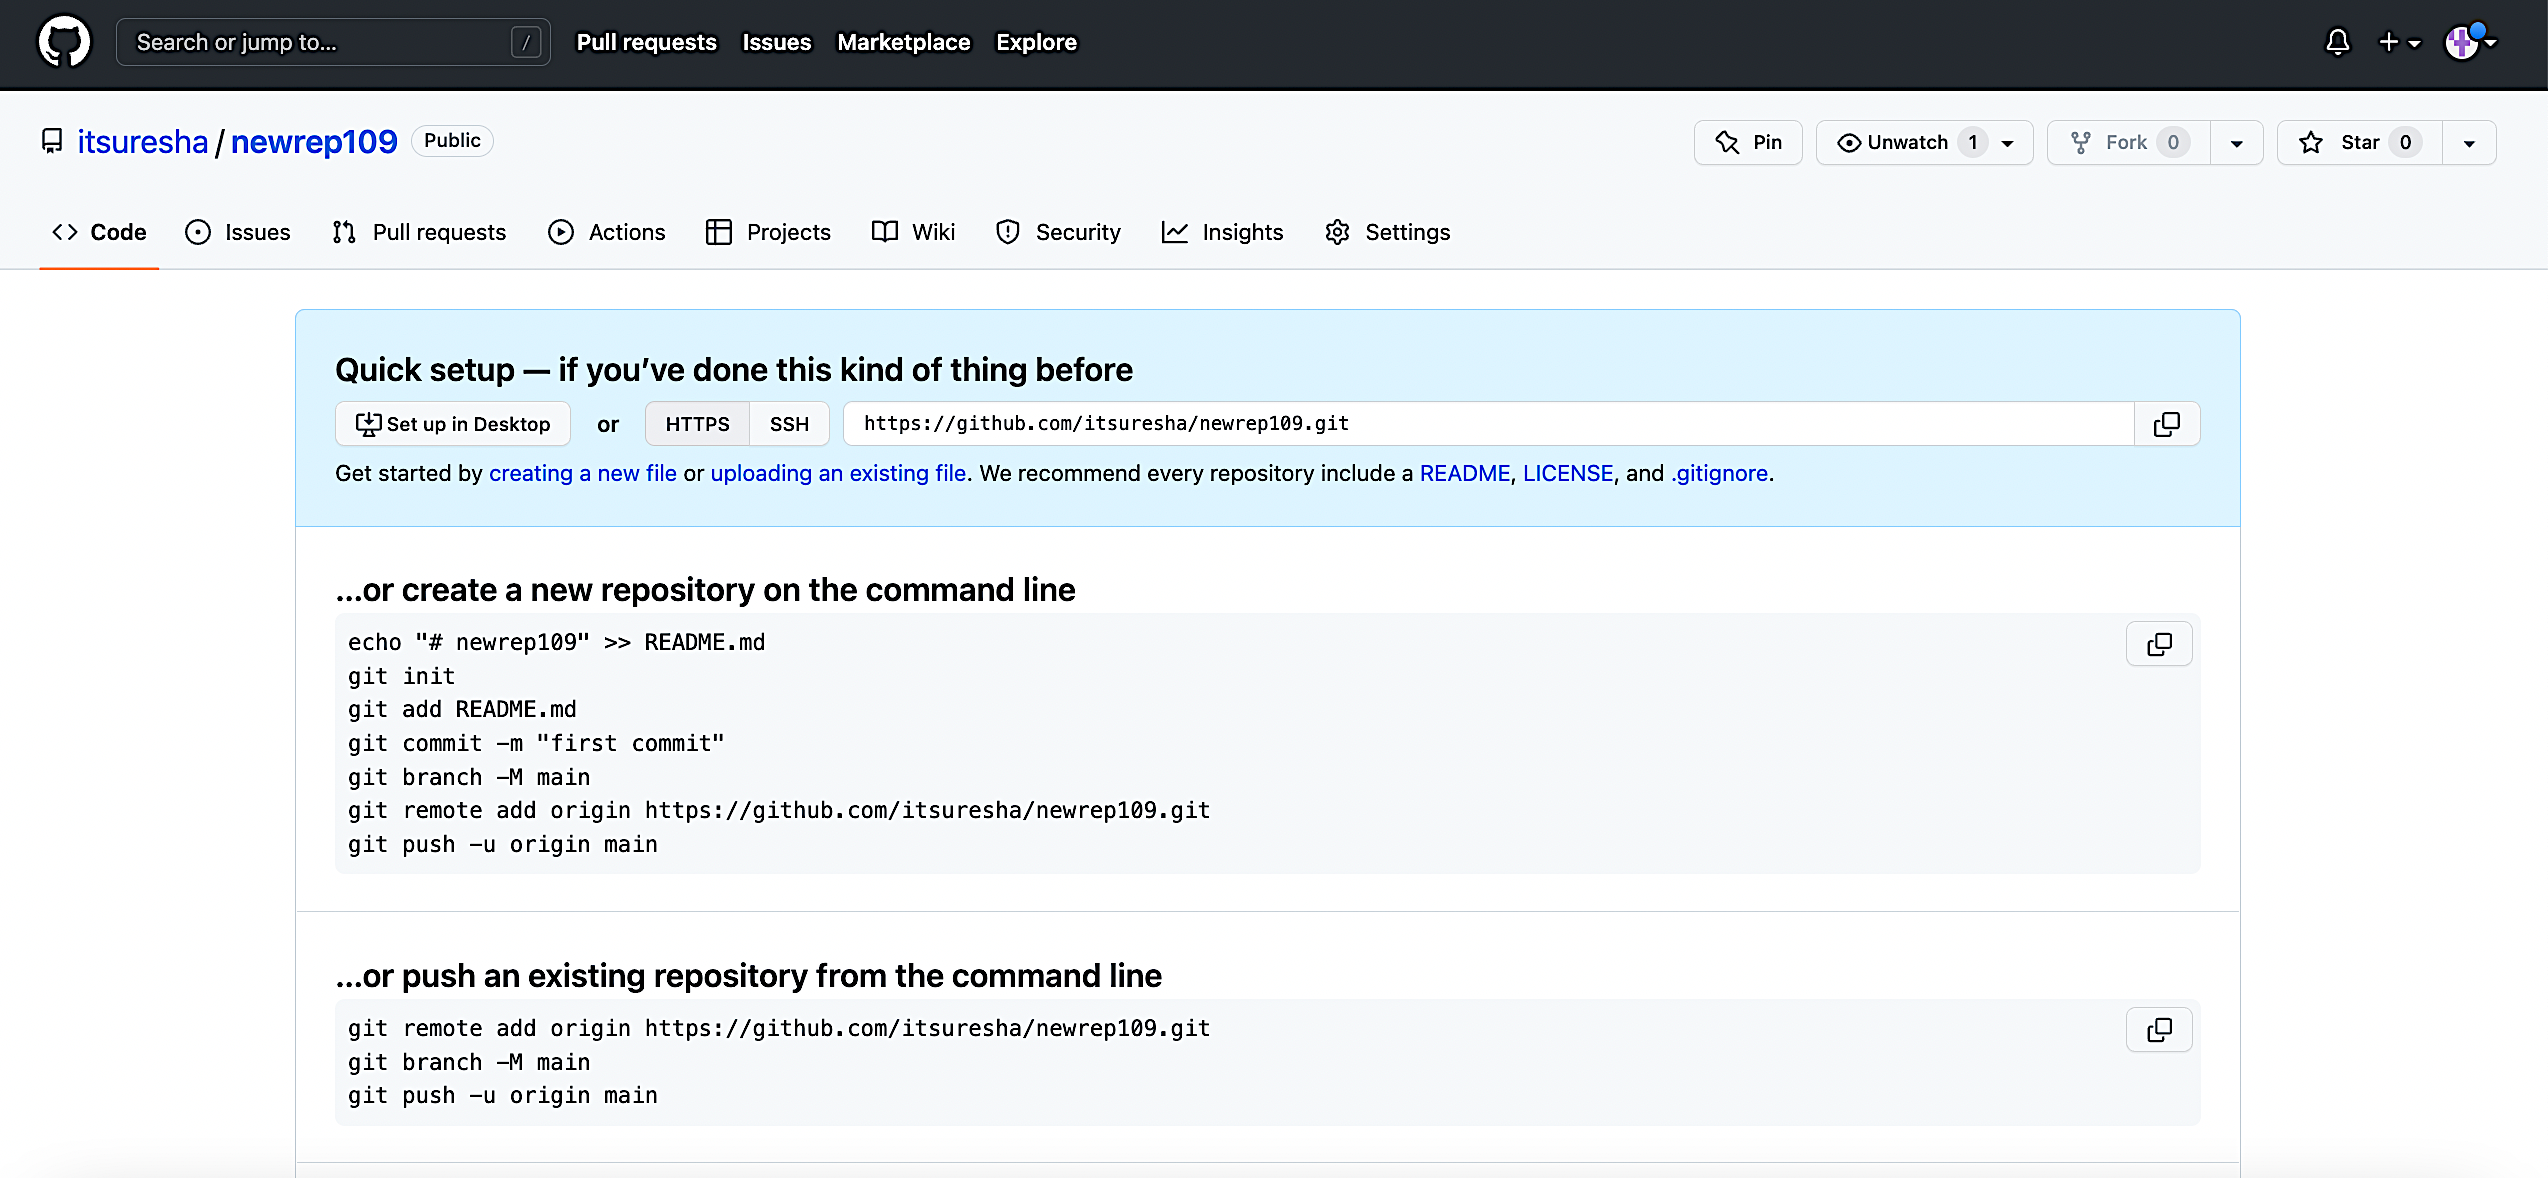 Search or jump to... / Pull requests Issues Marketplace Explore
itsuresha / newrep109 Public Pin Unwatch 1 Fork 0 Star 0
Code Issues Pull requests Actions Projects Wiki Security Insights Settings
Quick setup — if you’ve done this kind of thing before
Set up in Desktop or HTTPS SSH https://github.com/itsuresha/newrep109.git
Get started by creating a new file or uploading an existing file. We recommend every repository include a README, LICENSE, and .gitignore.
…or create a new repository on the command line
echo "# newrep109" >> README.md
git init
git add README.md
git commit -m "first commit"
git branch -M main
git remote add origin https://github.com/itsuresha/newrep109.git
git push -u origin main
…or push an existing repository from the command line
git remote add origin https://github.com/itsuresha/newrep109.git
git branch -M main
git push -u origin main